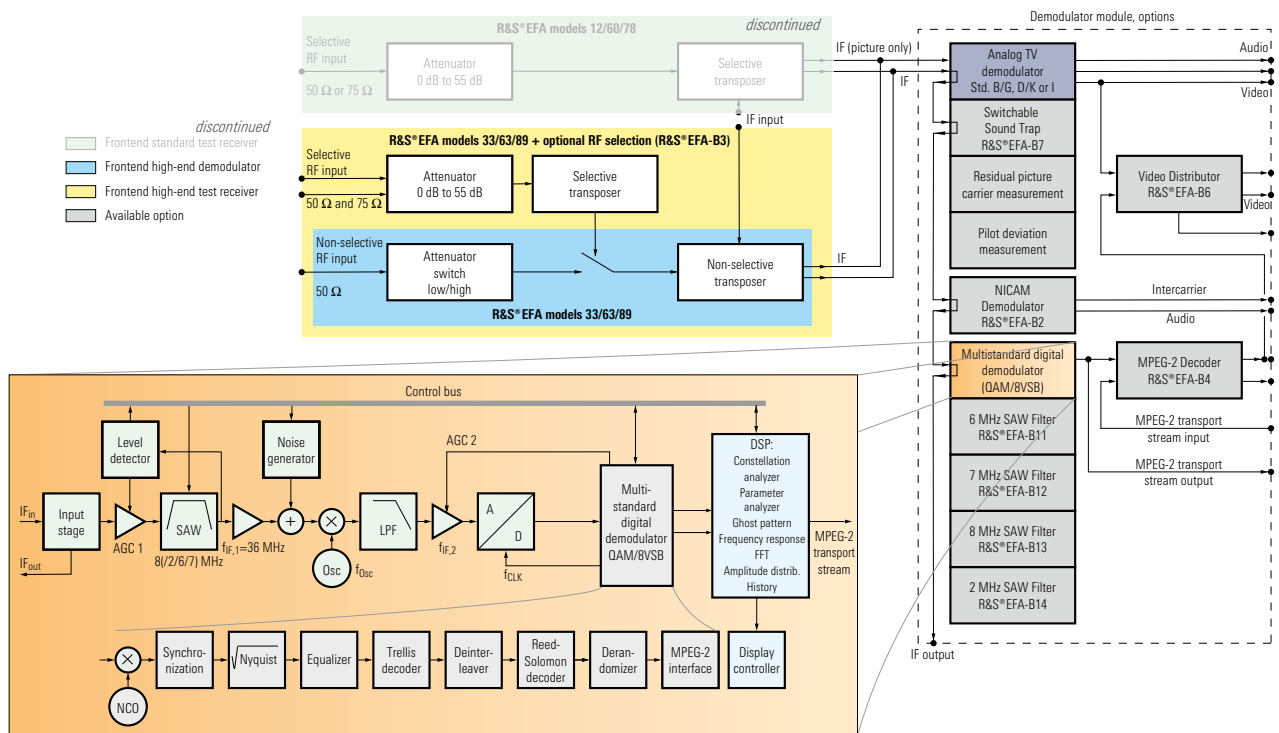 R&S®EFA models 12/60/78
discontinued
Selective
RF input
50 Ω or 75 Ω
Attenuator
0 dB to 55 dB
Selective
transposer
IF (picture only)
IF
IF input
discontinued
Frontend standard test receiver
Frontend high-end demodulator
Frontend high-end test receiver
Available option
R&S®EFA models 33/63/89 + optional RF selection (R&S®EFA-B3)
Selective
RF input
50 Ω and 75 Ω
Attenuator
0 dB to 55 dB
Selective
transposer
Non-selective
RF input
50 Ω
Attenuator
switch
low/high
Non-selective
transposer
IF
R&S®EFA models 33/63/89
Demodulator module, options
Analog TV
demodulator
Std. B/G, D/K or I
Audio
Video
Switchable
Sound Trap
R&S®EFA-B7
Residual picture
carrier measurement
Pilot deviation
measurement
Video Distributor
R&S®EFA-B6
Video
NICAM
Demodulator
R&S®EFA-B2
Intercarrier
Audio
Multistandard digital
demodulator
(QAM/8VSB)
MPEG-2 Decoder
R&S®EFA-B4
6 MHz SAW Filter
R&S®EFA-B11
MPEG-2 transport
stream input
7 MHz SAW Filter
R&S®EFA-B12
MPEG-2 transport
stream output
8 MHz SAW Filter
R&S®EFA-B13
2 MHz SAW Filter
R&S®EFA-B14
IF output
Control bus
Level
detector
Noise
generator
AGC 2
IFin
Input
stage
IFout
AGC 1
SAW
8(/2/6/7) MHz
fIF,1=36 MHz
+
×
Osc
fOsc
LPF
fIF,2
A
D
fCLK
Multi-
standard
digital
demodulator
QAM/8VSB
DSP:
Constellation
analyzer
Parameter
analyzer
Ghost pattern
Frequency response
FFT
Amplitude distrib.
History
MPEG-2
transport
stream
×
NCO
Synchro-
nization
√Nyquist
Equalizer
Trellis
decoder
Deinter-
leaver
Reed-
Solomon
decoder
Deran-
domizer
MPEG-2
interface
Display
controller